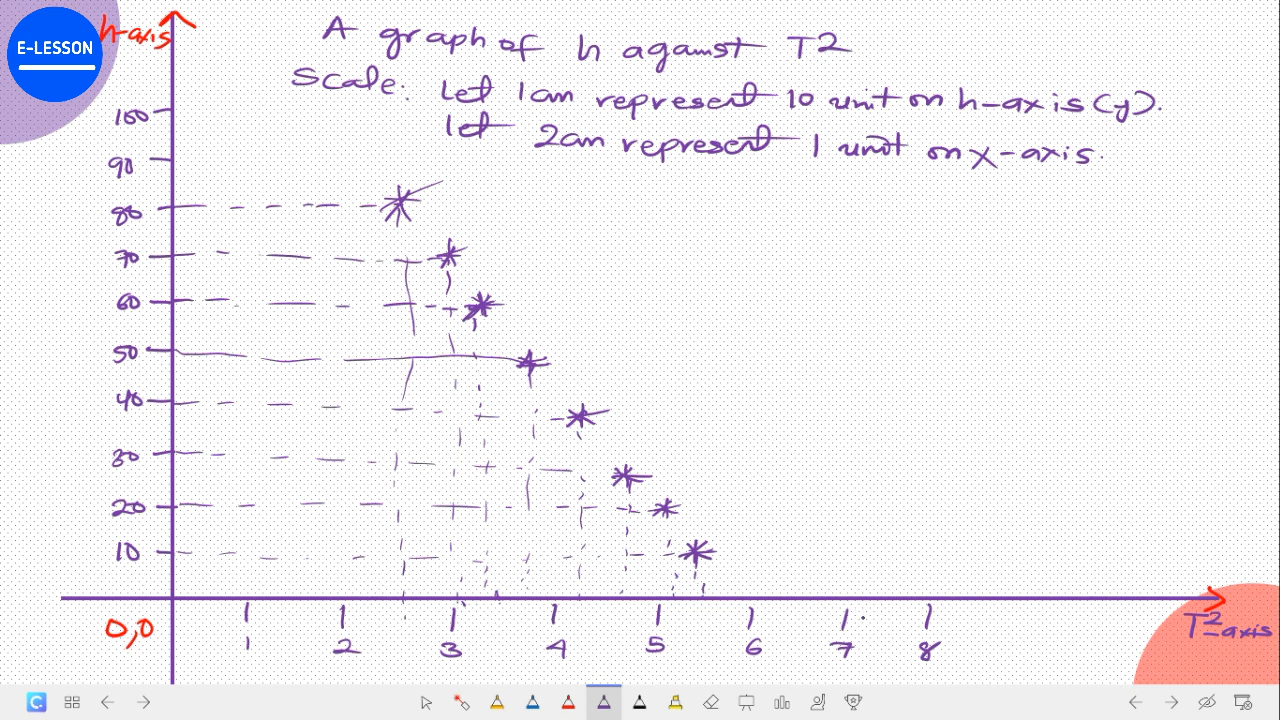 E-LESSON
h-axis
A graph of h against T2
Scale: Let 1cm represent 10 unit on h-axis (y).
let 2cm represent 1 unit on x-axis.
100
90
80
70
60
50
40
30
20
10
0,0
1 2 3 4 5 6 7 8
T2-axis